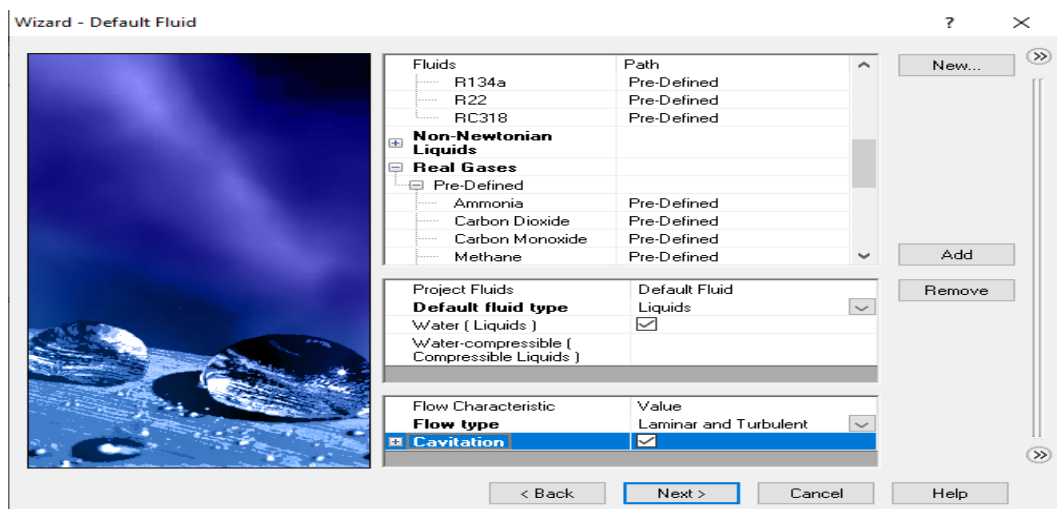 Wizard - Default Fluid
?
Fluids Path
R134a Pre-Defined
R22 Pre-Defined
RC318 Pre-Defined
Non-Newtonian
Liquids
Real Gases
Pre-Defined
Ammonia Pre-Defined
Carbon Dioxide Pre-Defined
Carbon Monoxide Pre-Defined
Methane Pre-Defined
New...
Add
Remove
Project Fluids Default Fluid
Default fluid type Liquids
Water ( Liquids )
Water-compressible (
Compressible Liquids )
Flow Characteristic Value
Flow type Laminar and Turbulent
Cavitation
< Back Next > Cancel Help